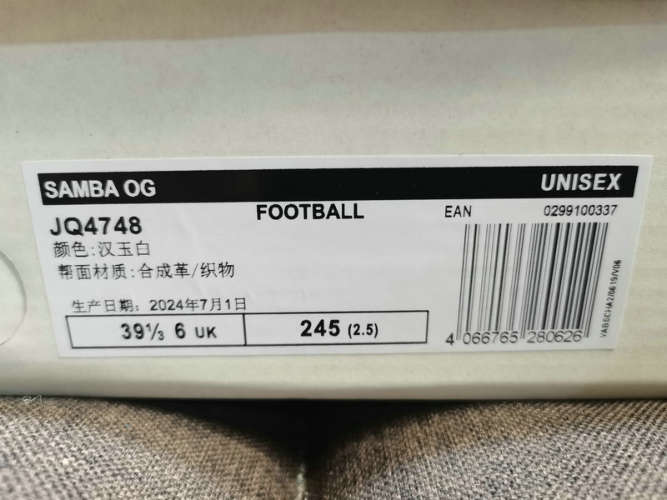 SAMBA OG UNISEX
FOOTBALL EAN 0299100337
JQ4748
颜色:汉玉白
帮面材质:合成革/织物
生产日期: 2024年7月1日
39⅓ 6 UK 245 (2.5)
4 066765 280626